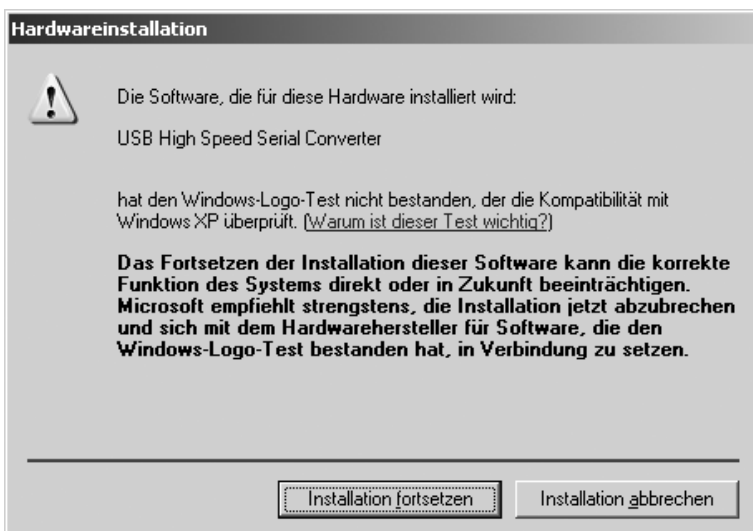 Hardwareinstallation
Die Software, die für diese Hardware installiert wird:
USB High Speed Serial Converter
hat den Windows-Logo-Test nicht bestanden, der die Kompatibilität mit
Windows XP überprüft. (Warum ist dieser Test wichtig?)
Das Fortsetzen der Installation dieser Software kann die korrekte
Funktion des Systems direkt oder in Zukunft beeinträchtigen.
Microsoft empfiehlt strengstens, die Installation jetzt abzubrechen
und sich mit dem Hardwarehersteller für Software, die den
Windows-Logo-Test bestanden hat, in Verbindung zu setzen.
Installation fortsetzen
Installation abbrechen